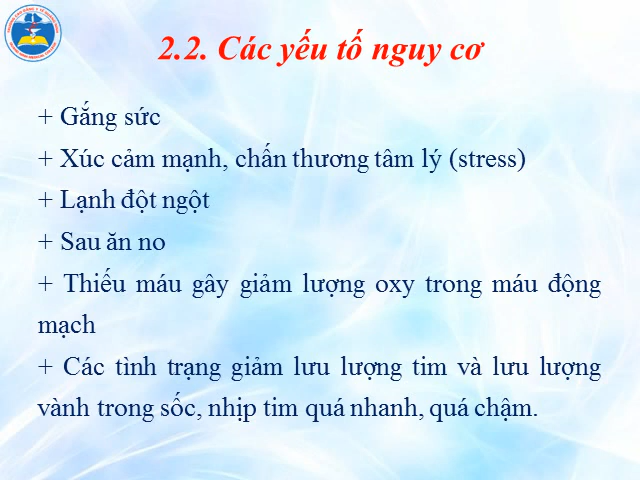 2.2. Các yếu tố nguy cơ
+ Gắng sức
+ Xúc cảm mạnh, chấn thương tâm lý (stress)
+ Lạnh đột ngột
+ Sau ăn no
+ Thiếu máu gây giảm lượng oxy trong máu động
mạch
+ Các tình trạng giảm lưu lượng tim và lưu lượng
vành trong sốc, nhịp tim quá nhanh, quá chậm.